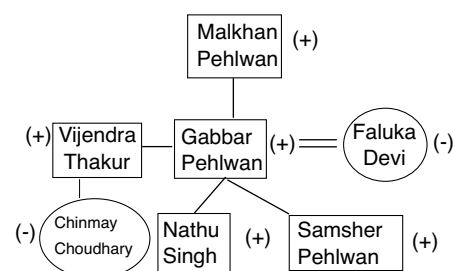 Malkhan
Pehlwan
(+)
(+)
Vijendra
Thakur
Gabbar
Pehlwan
(+)
Faluka
Devi
(-)
(-)
Chinmay
Choudhary
Nathu
Singh
(+)
Samsher
Pehlwan
(+)